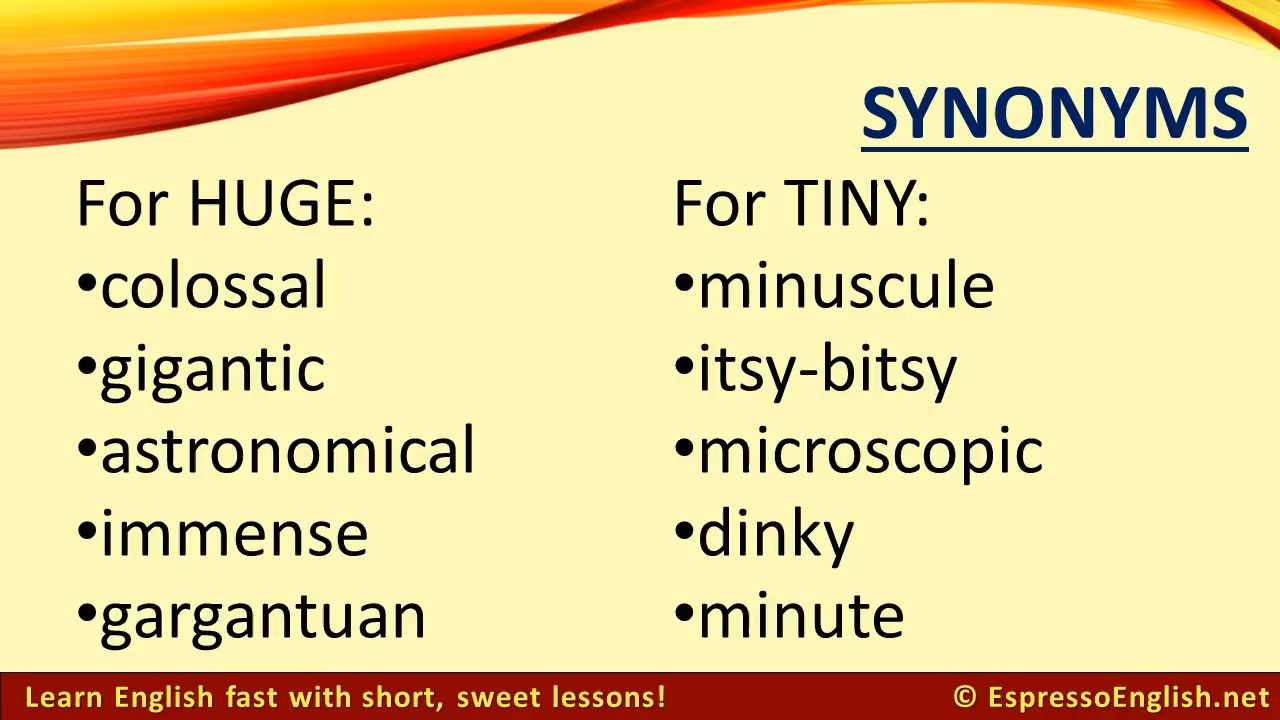 SYNONYMS
For HUGE:
•colossal
•gigantic
•astronomical
•immense
•gargantuan
For TINY:
•minuscule
•itsy-bitsy
•microscopic
•dinky
•minute
Learn English fast with short, sweet lessons!
© EspressoEnglish.net